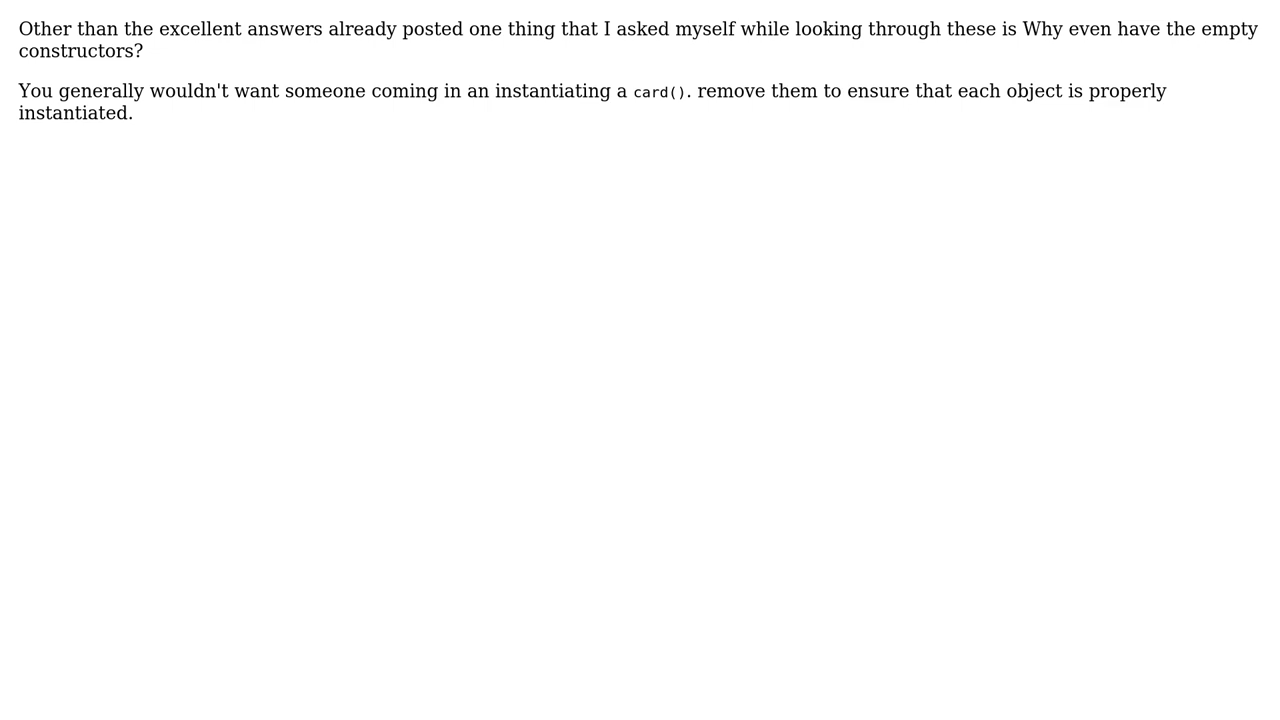 Other than the excellent answers already posted one thing that I asked myself while looking through these is Why even have the empty
constructors?
You generally wouldn't want someone coming in an instantiating a card(). remove them to ensure that each object is properly
instantiated.